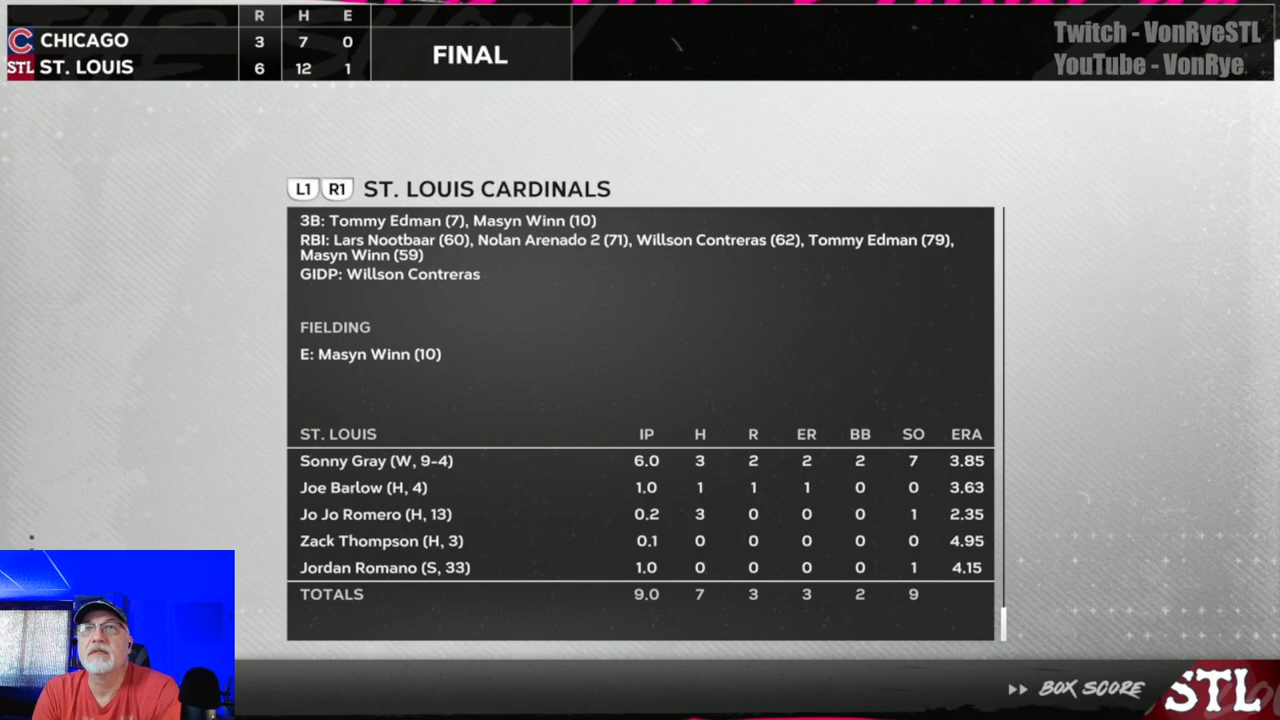 R H E
CHICAGO 3 7 0
STL ST. LOUIS 6 12 1
FINAL
Twitch - VonRyeSTL
YouTube - VonRye
L1 R1 ST. LOUIS CARDINALS
3B: Tommy Edman (7), Masyn Winn (10)
RBI: Lars Nootbaar (60), Nolan Arenado 2 (71), Willson Contreras (62), Tommy Edman (79),
Masyn Winn (59)
GIDP: Willson Contreras
FIELDING
E: Masyn Winn (10)
ST. LOUIS IP H R ER BB SO ERA
Sonny Gray (W, 9-4) 6.0 3 2 2 2 7 3.85
Joe Barlow (H, 4) 1.0 1 1 1 0 0 3.63
Jo Jo Romero (H, 13) 0.2 3 0 0 0 1 2.35
Zack Thompson (H, 3) 0.1 0 0 0 0 0 4.95
Jordan Romano (S, 33) 1.0 0 0 0 0 1 4.15
TOTALS 9.0 7 3 3 2 9
BOX SCORE
STL